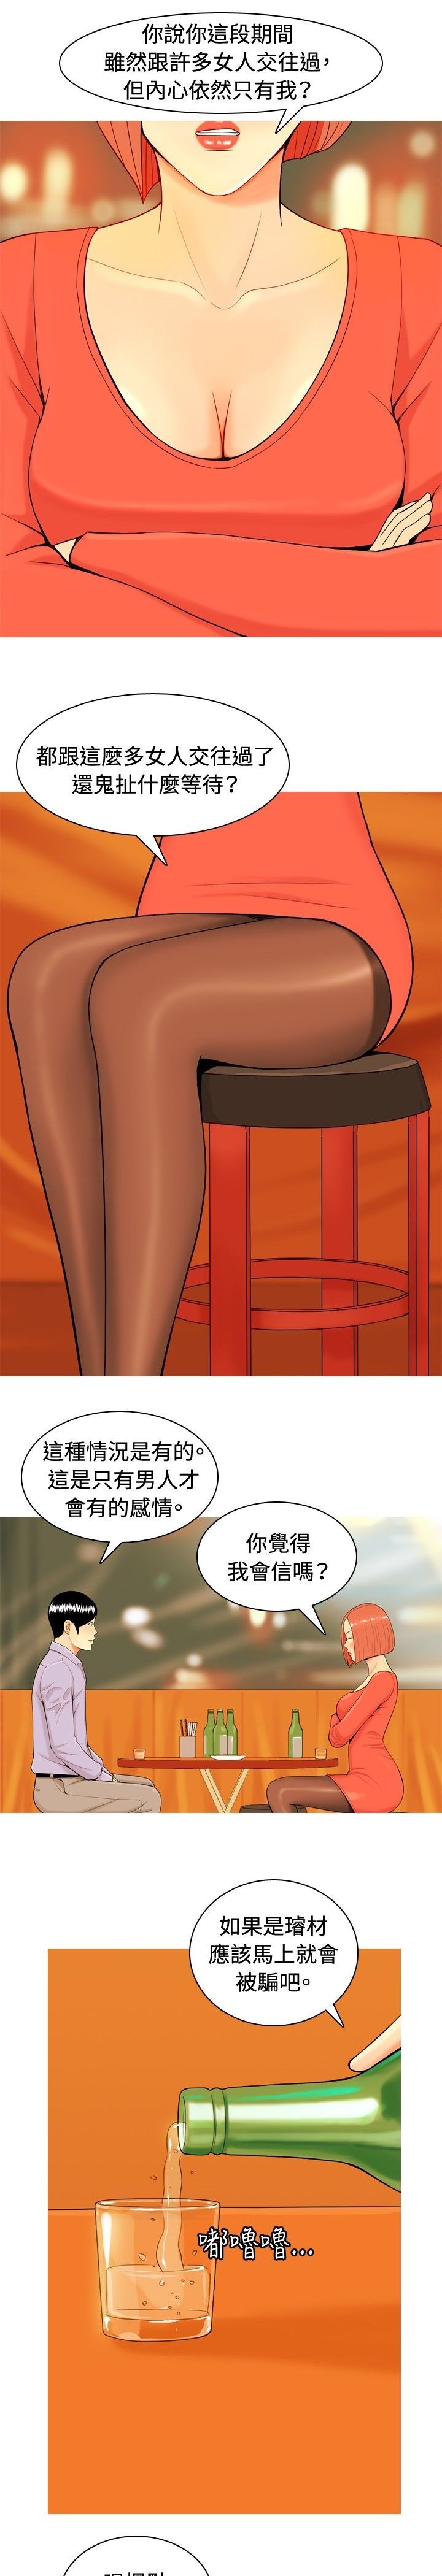 你說你這段期間
雖然跟許多女人交往過，
但內心依然只有我？
都跟這麼多女人交往過了
還鬼扯什麼等待？
這種情況是有的。
這是只有男人才
會有的感情。
你覺得
我會信嗎？
如果是璿材
應該馬上就會
被騙吧。
嘟嚕嚕...